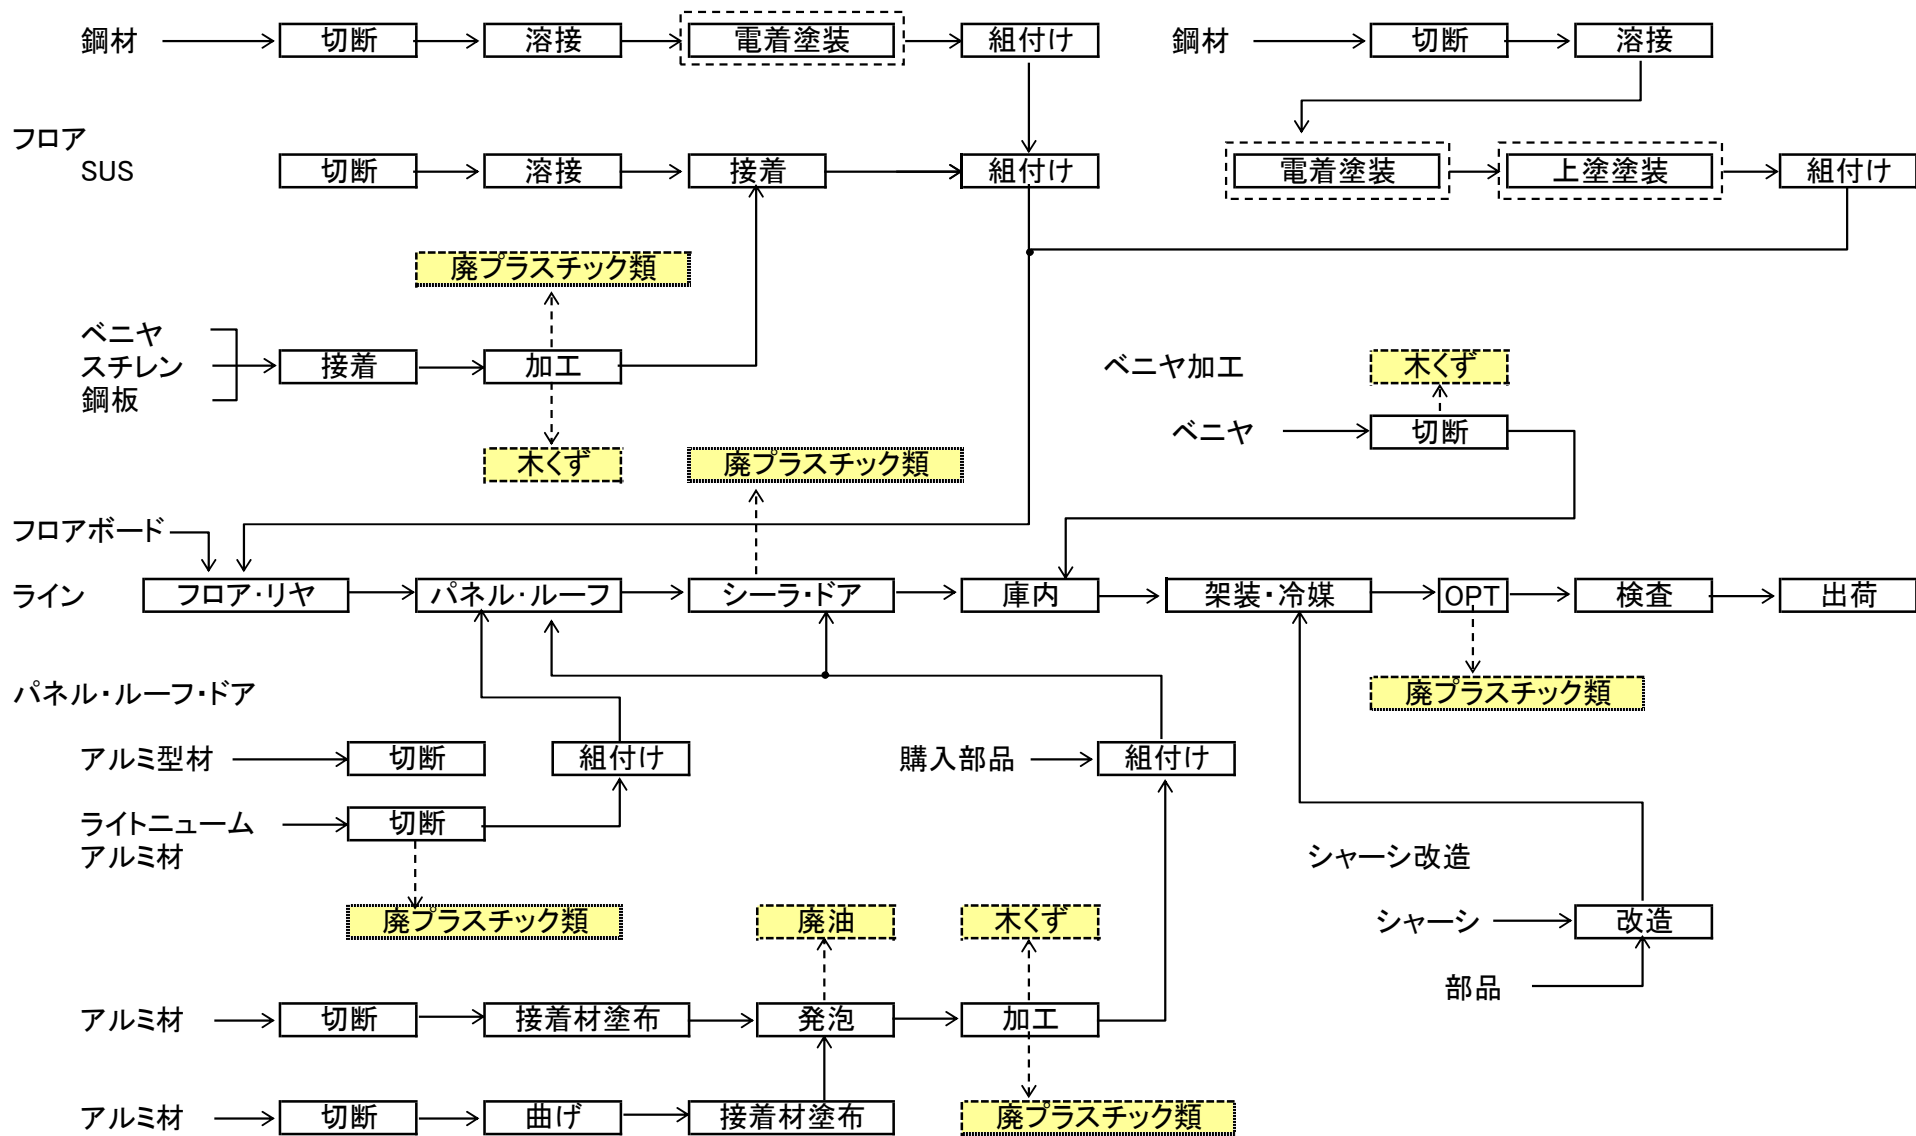 鋼材 切断 溶接 電着塗装 組付け 鋼材 切断 溶接
フロア
SUS 切断 溶接 接着 組付け 電着塗装 上塗塗装 組付け
廃プラスチック類
ベニヤ
スチレン 接着 加工 ベニヤ加工 木くず
鋼板
ベニヤ 切断
木くず 廃プラスチック類
フロアボード
ライン フロア・リヤ パネル・ルーフ シーラ・ドア 庫内 架装・冷媒 OPT 検査 出荷
パネル・ルーフ・ドア 廃プラスチック類
アルミ型材 切断 組付け 購入部品 組付け
ライトニューム 切断
アルミ材 シャーシ改造
廃プラスチック類 廃油 木くず シャーシ 改造
部品
アルミ材 切断 接着材塗布 発泡 加工
アルミ材 切断 曲げ 接着材塗布 廃プラスチック類